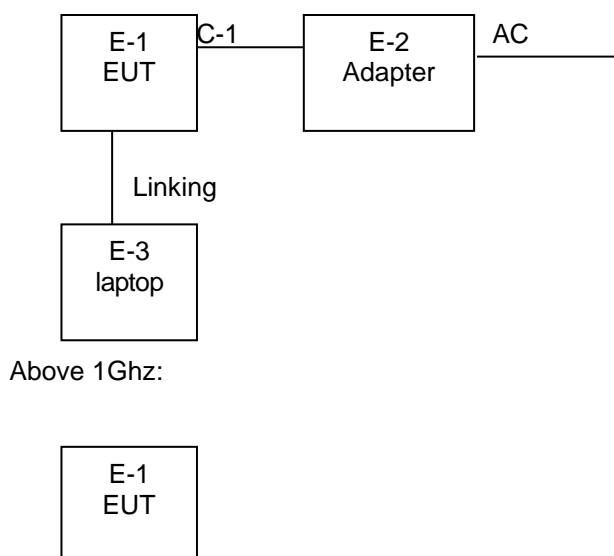 E-1
EUT
C-1
E-2
Adapter
AC
Linking
E-3
laptop
Above 1Ghz:
E-1
EUT